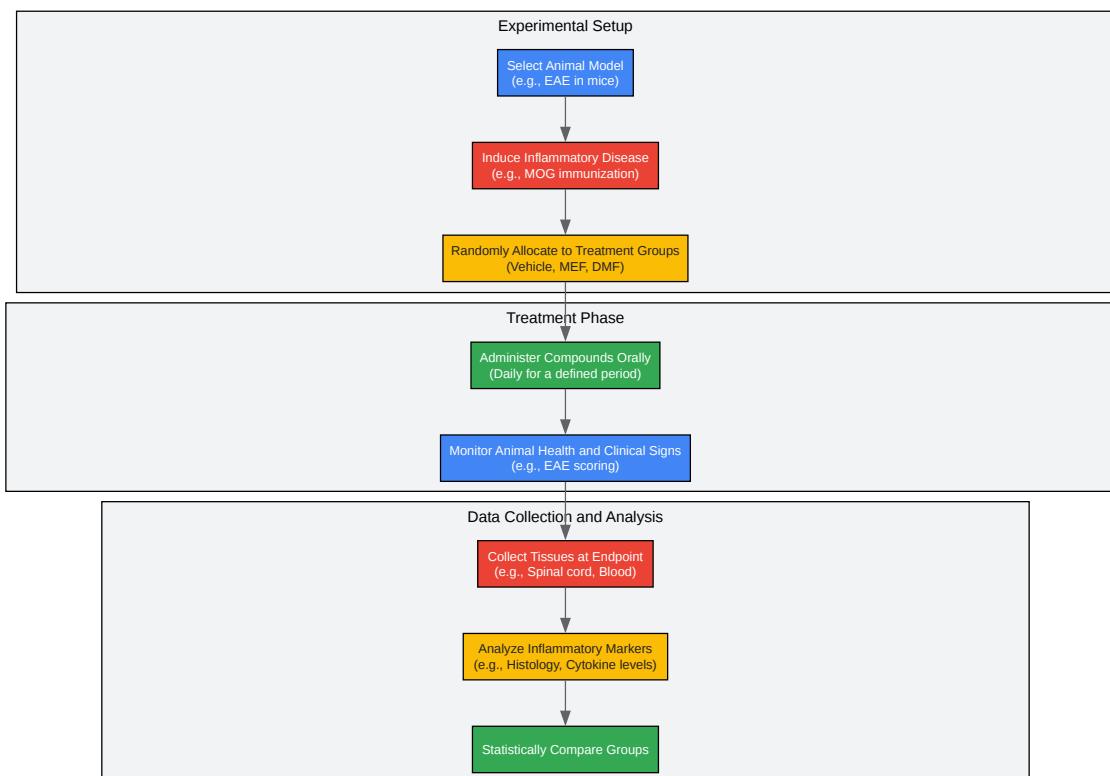 Experimental Setup
Select Animal Model
(e.g., EAE in mice)
Induce Inflammatory Disease
(e.g., MOG immunization)
Randomly Allocate to Treatment Groups
(Vehicle, MEF, DMF)
Treatment Phase
Administer Compounds Orally
(Daily for a defined period)
Monitor Animal Health and Clinical Signs
(e.g., EAE scoring)
Data Collection and Analysis
Collect Tissues at Endpoint
(e.g., Spinal cord, Blood)
Analyze Inflammatory Markers
(e.g., Histology, Cytokine levels)
Statistically Compare Groups